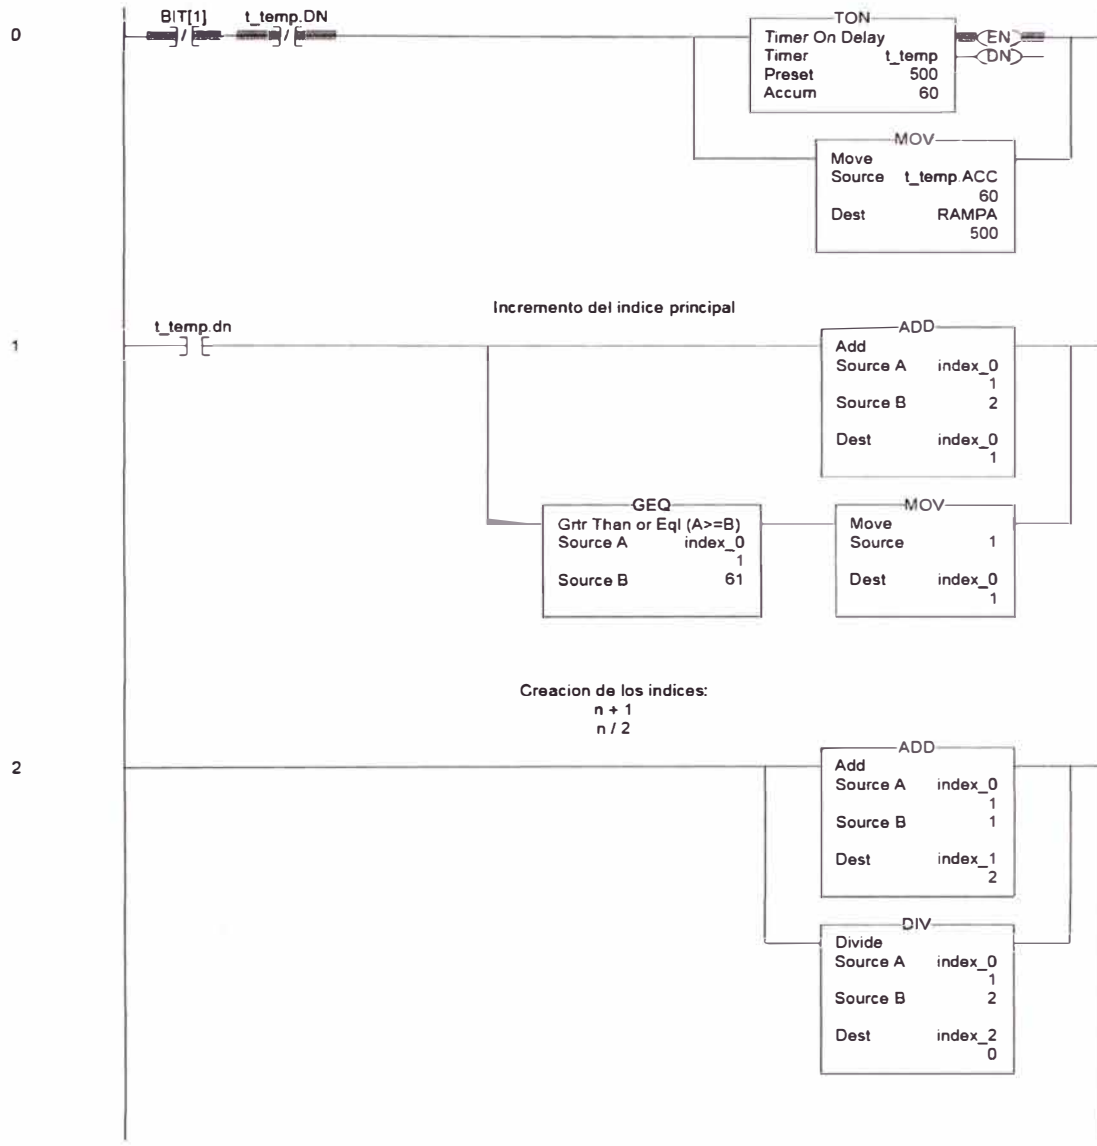 0
BIT[1] t_temp.DN
TON
Timer On Delay
Timer t_temp
Preset 500
Accum 60
EN
DN
MOV
Move
Source t_temp.ACC
60
Dest RAMPA
500
Incremento del indice principal
1
t_temp.dn
ADD
Add
Source A index_0
1
Source B 2
Dest index_0
1
GEQ
Grtr Than or Eql (A>=B)
Source A index_0
1
Source B 61
MOV
Move
Source 1
Dest index_0
1
Creacion de los indices:
n + 1
n / 2
2
ADD
Add
Source A index_0
1
Source B 1
Dest index_1
2
DIV
Divide
Source A index_0
1
Source B 2
Dest index_2
0